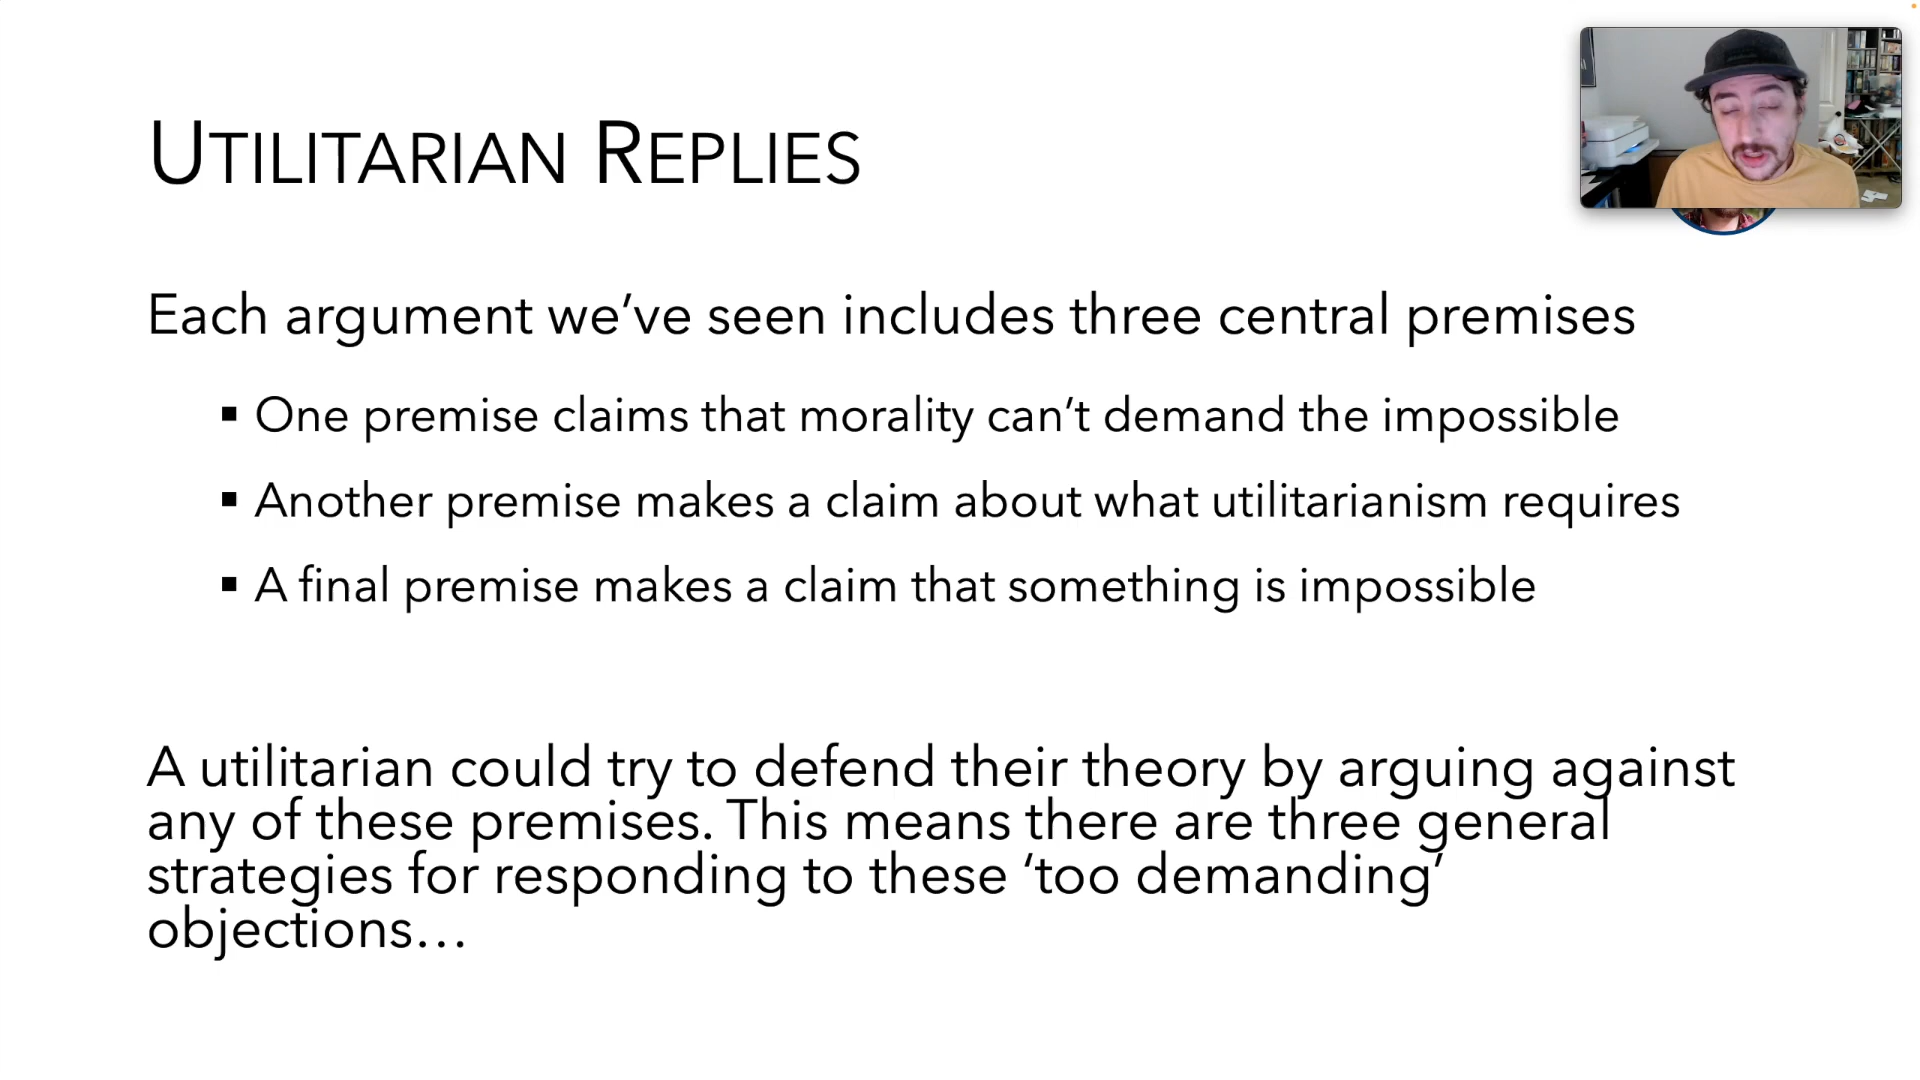 UTILITARIAN REPLIES
Each argument we’ve seen includes three central premises
▪ One premise claims that morality can’t demand the impossible
▪ Another premise makes a claim about what utilitarianism requires
▪ A final premise makes a claim that something is impossible
A utilitarian could try to defend their theory by arguing against
any of these premises. This means there are three general
strategies for responding to these ‘too demanding’
objections…